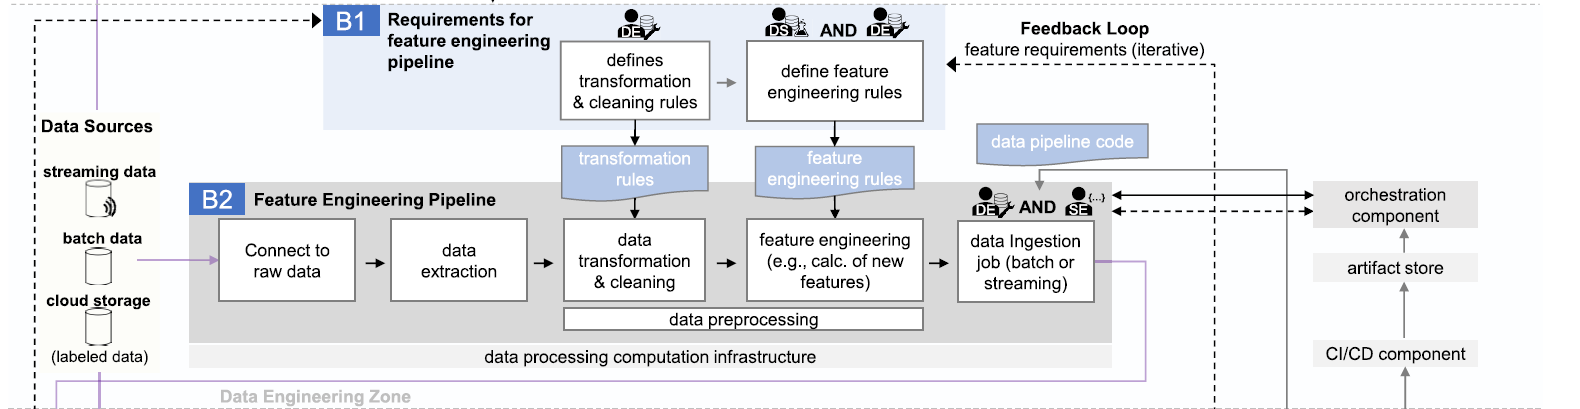 B1
Requirements for
feature engineering
pipeline
DE
defines
transformation
& cleaning rules
DS
AND
DE
define feature
engineering rules
Feedback Loop
feature requirements (iterative)
Data Sources
streaming data
batch data
cloud storage
(labeled data)
transformation
rules
feature
engineering rules
data pipeline code
B2
Feature Engineering Pipeline
DE
AND
SE
{...}
Connect to
raw data
data
extraction
data
transformation
& cleaning
feature engineering
(e.g., calc. of new
features)
data Ingestion
job (batch or
streaming)
data preprocessing
data processing computation infrastructure
orchestration
component
artifact store
CI/CD component
Data Engineering Zone